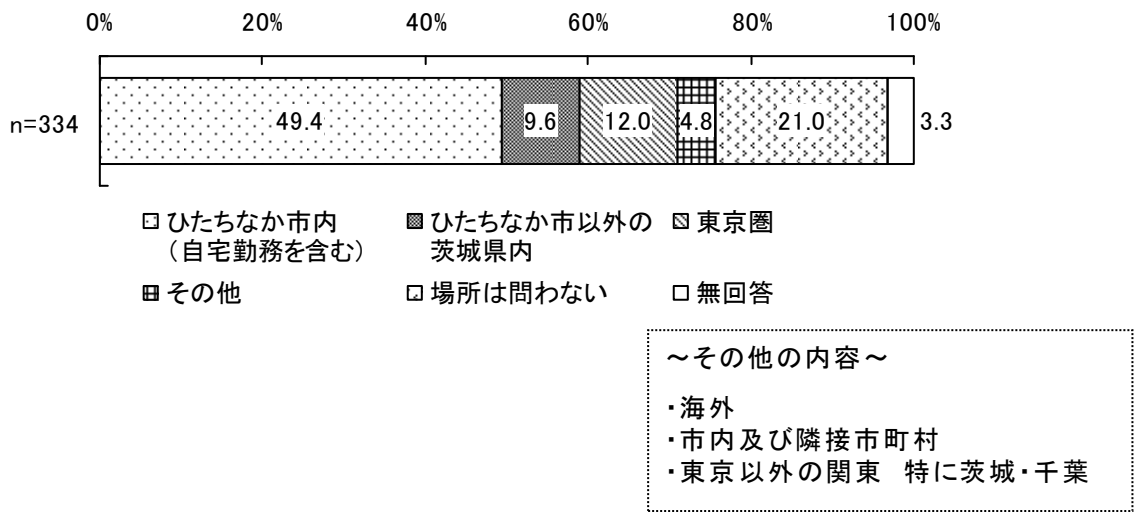 0% 20% 40% 60% 80% 100%
n=334 49.4 9.6 12.0 4.8 21.0 3.3
ひたちなか市内
(自宅勤務を含む)
ひたちなか市以外の
茨城県内
東京圏
その他
場所は問わない
無回答
～その他の内容～
・海外
・市内及び隣接市町村
・東京以外の関東　特に茨城・千葉